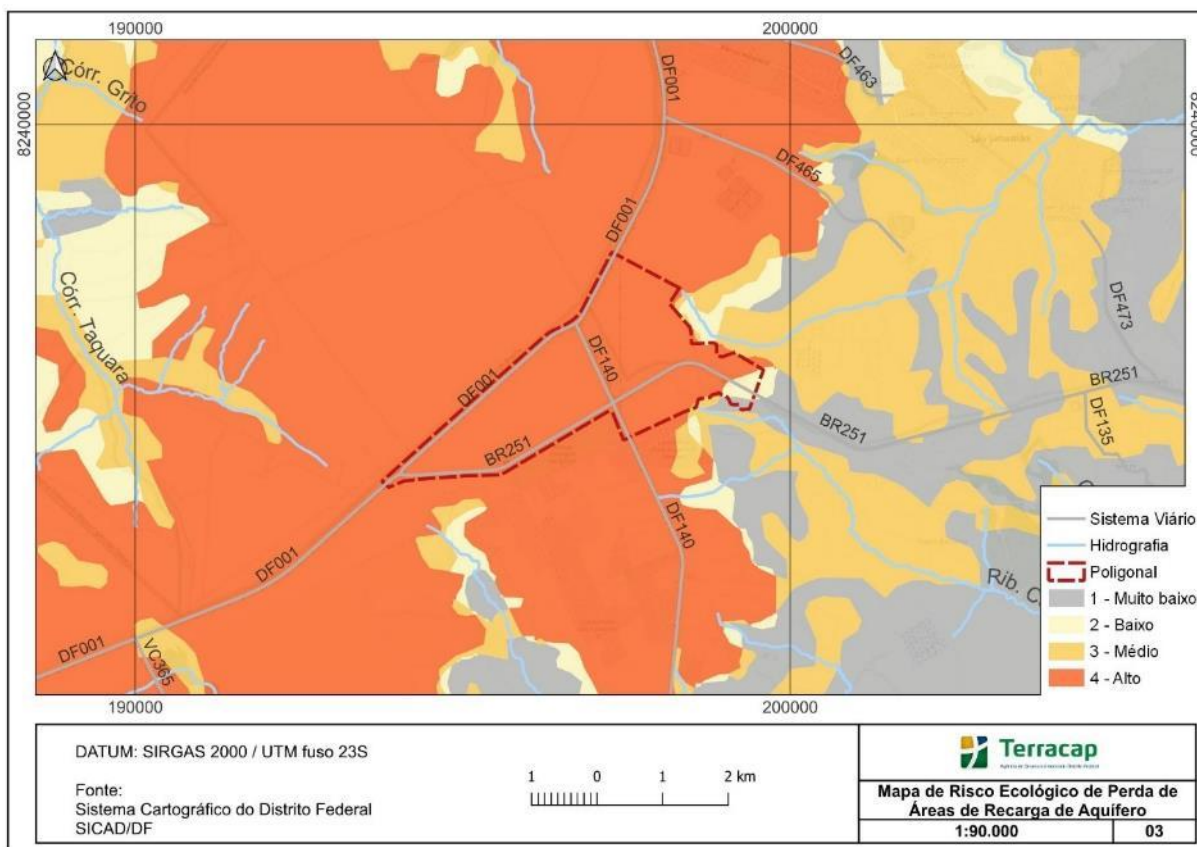 190000
200000
8240000
8240000
Córr. Grito
DF001
DF463
DF465
DF001
Córr. Taquara
DF473
DF001
DF140
BR251
BR251
BR251
DF135
DF001
DF140
Rib. C
DF001
VC365
Sistema Viário
Hidrografia
Poligonal
1 - Muito baixo
2 - Baixo
3 - Médio
4 - Alto
190000
200000
DATUM: SIRGAS 2000 / UTM fuso 23S
Fonte:
Sistema Cartográfico do Distrito Federal
SICAD/DF
1 0 1 2 km
Terracap
Mapa de Risco Ecológico de Perda de
Áreas de Recarga de Aquífero
1:90.000
03